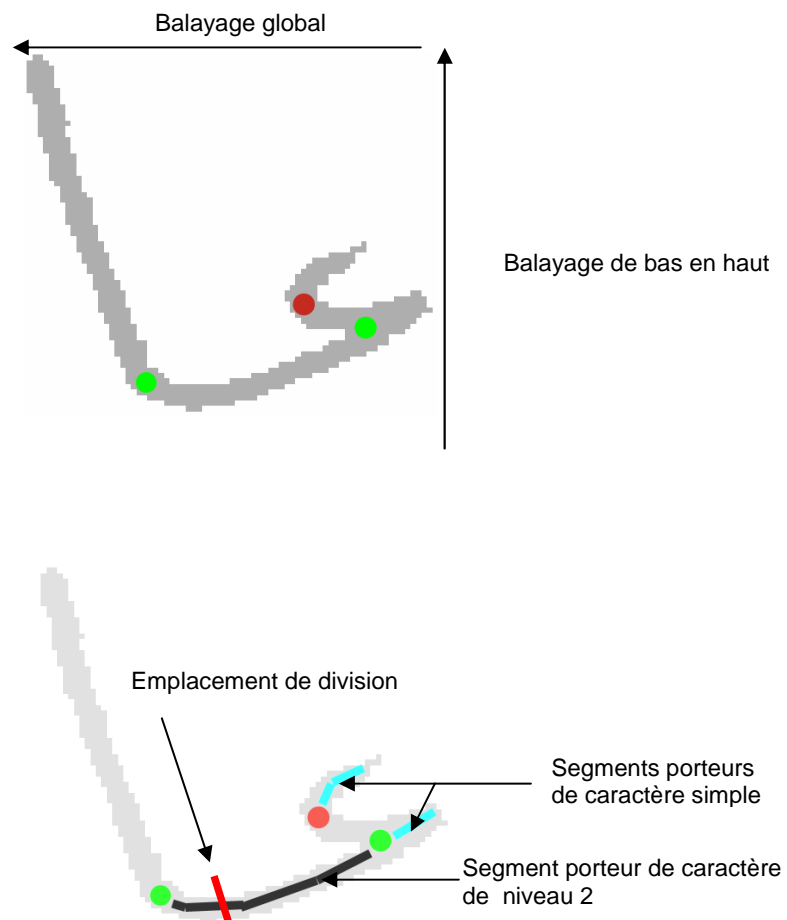 Balayage global
Balayage de bas en haut
Emplacement de division
Segments porteurs
de caractère simple
Segment porteur de caractère
de niveau 2